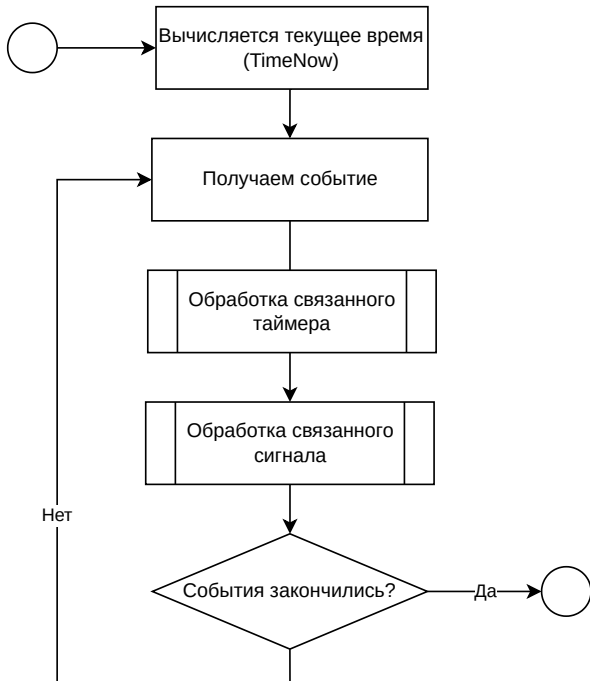 Вычисляется текущее время
(TimeNow)
Получаем событие
Обработка связанного
таймера
Обработка связанного
сигнала
Нет
События закончились?
Да